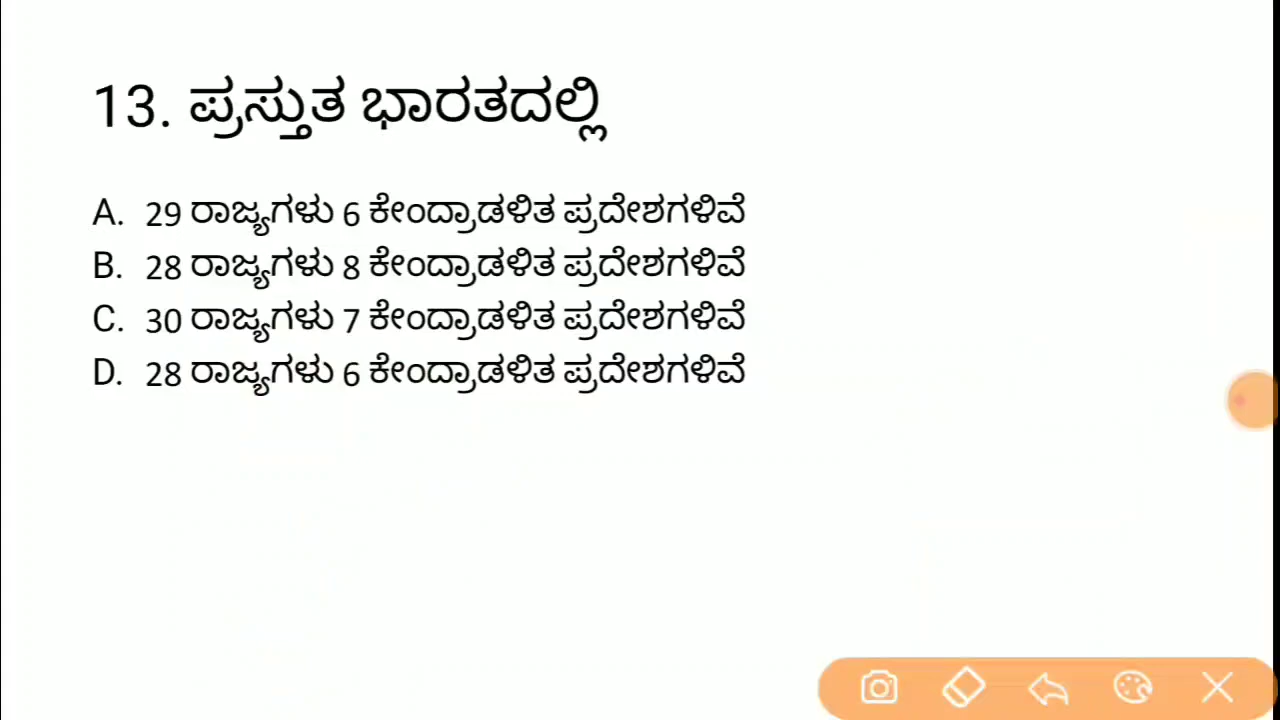 13. ಪ್ರಸ್ತುತ ಭಾರತದಲ್ಲಿ
A. 29 ರಾಜ್ಯಗಳು 6 ಕೇಂದ್ರಾಡಳಿತ ಪ್ರದೇಶಗಳಿವೆ
B. 28 ರಾಜ್ಯಗಳು 8 ಕೇಂದ್ರಾಡಳಿತ ಪ್ರದೇಶಗಳಿವೆ
C. 30 ರಾಜ್ಯಗಳು 7 ಕೇಂದ್ರಾಡಳಿತ ಪ್ರದೇಶಗಳಿವೆ
D. 28 ರಾಜ್ಯಗಳು 6 ಕೇಂದ್ರಾಡಳಿತ ಪ್ರದೇಶಗಳಿವೆ